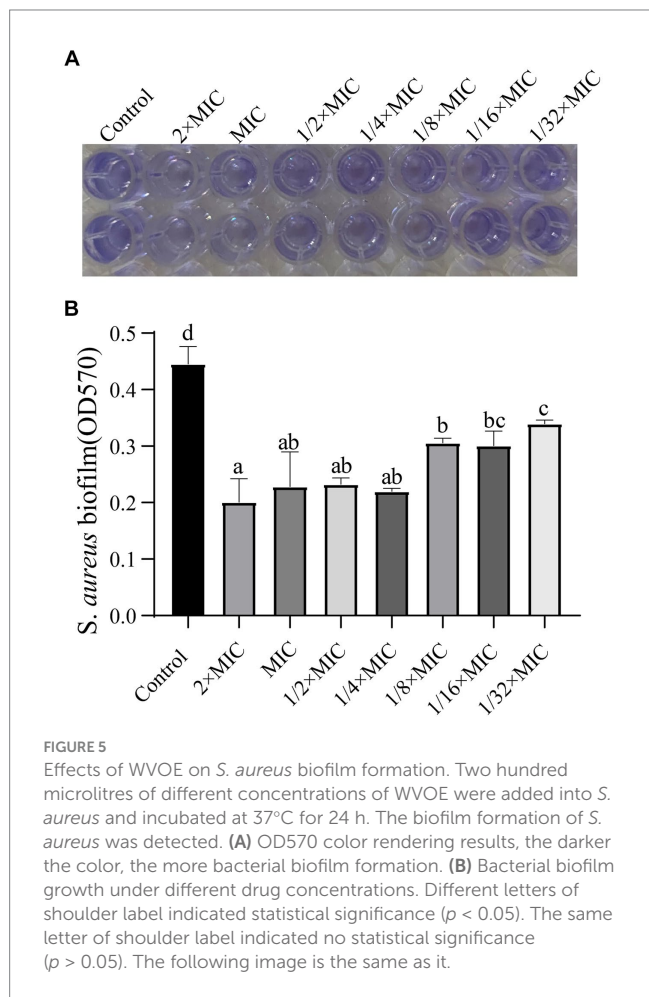 A
Control
2×MIC
MIC
1/2×MIC
1/4×MIC
1/8×MIC
1/16×MIC
1/32×MIC
B
S. aureus biofilm(OD570)
0.5
0.4
0.3
0.2
0.1
0.0
d
a
ab
ab
ab
b
bc
c
Control
2×MIC
MIC
1/2×MIC
1/4×MIC
1/8×MIC
1/16×MIC
1/32×MIC
FIGURE 5
Effects of WVOE on S. aureus biofilm formation. Two hundred
microlitres of different concentrations of WVOE were added into S.
aureus and incubated at 37°C for 24 h. The biofilm formation of S.
aureus was detected. (A) OD570 color rendering results, the darker
the color, the more bacterial biofilm formation. (B) Bacterial biofilm
growth under different drug concentrations. Different letters of
shoulder label indicated statistical significance (p < 0.05). The same
letter of shoulder label indicated no statistical significance
(p > 0.05). The following image is the same as it.